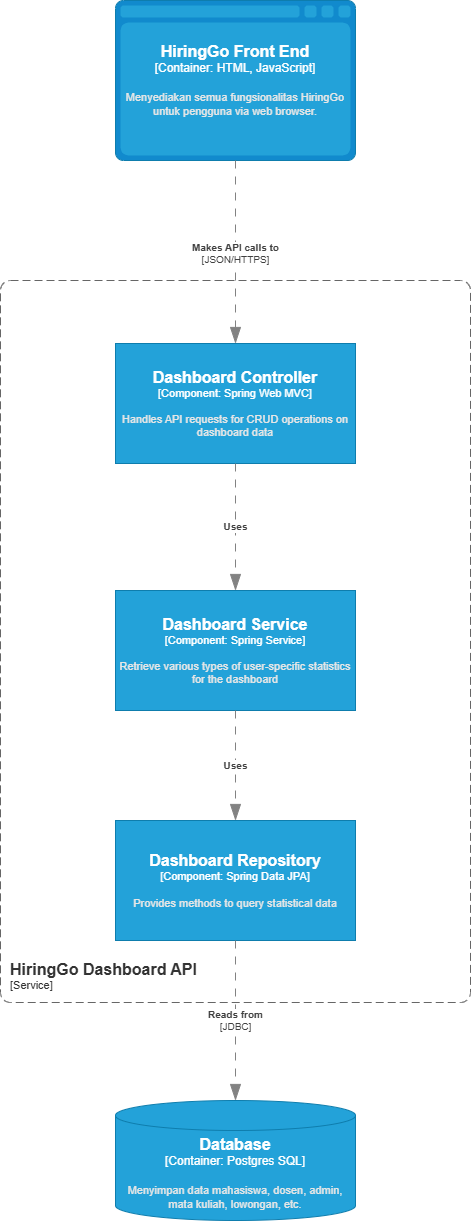 HiringGo Front End
[Container: HTML, JavaScript]
Menyediakan semua fungsionalitas HiringGo
untuk pengguna via web browser.
Makes API calls to
[JSON/HTTPS]
Dashboard Controller
[Component: Spring Web MVC]
Handles API requests for CRUD operations on
dashboard data
Uses
Dashboard Service
[Component: Spring Service]
Retrieve various types of user-specific statistics
for the dashboard
Uses
Dashboard Repository
[Component: Spring Data JPA]
Provides methods to query statistical data
HiringGo Dashboard API
[Service]
Reads from
[JDBC]
Database
[Container: Postgres SQL]
Menyimpan data mahasiswa, dosen, admin,
mata kuliah, lowongan, etc.